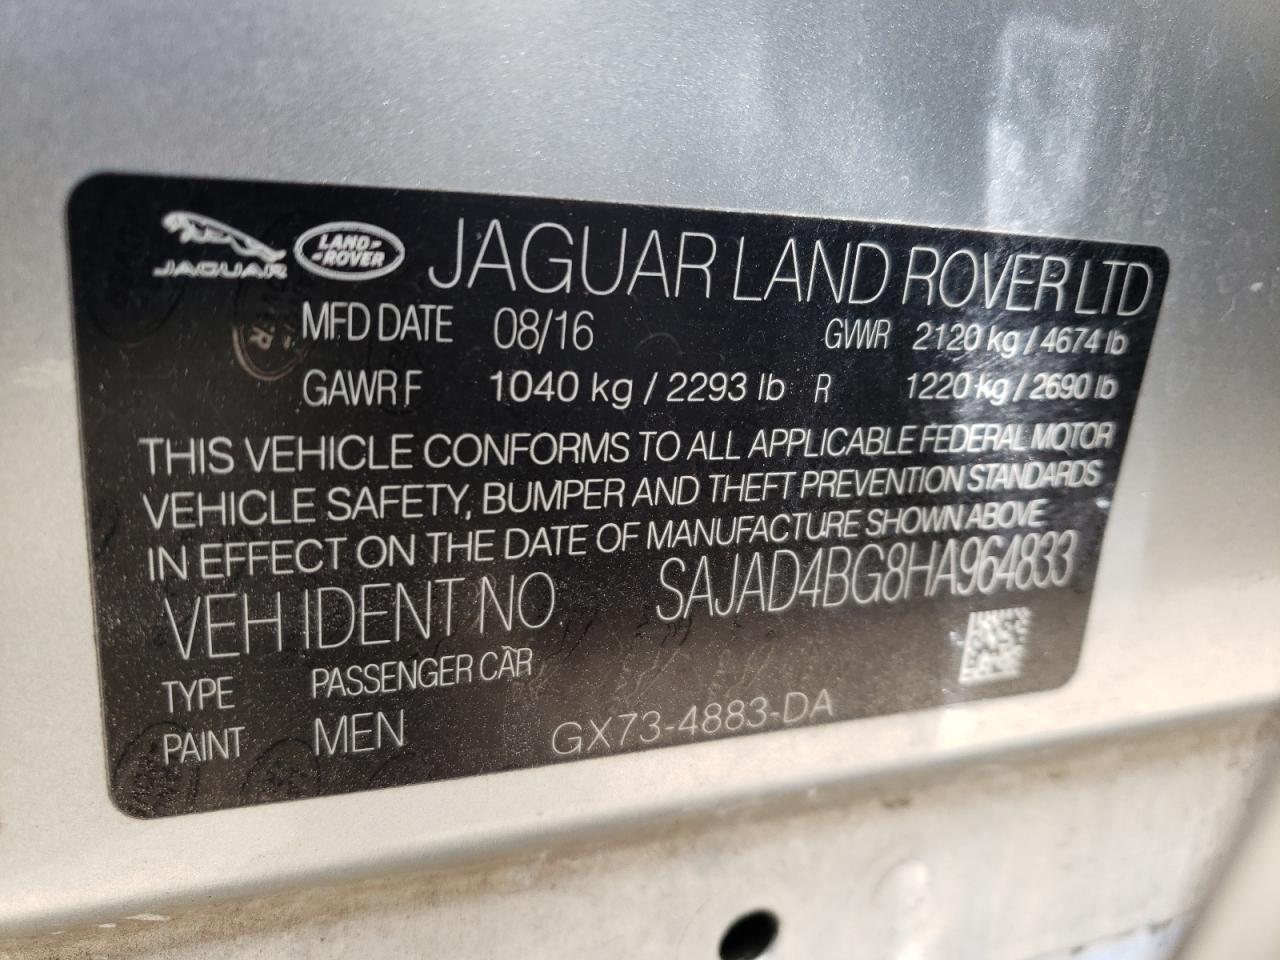 JAGUAR LAND ROVER JAGUAR LAND ROVER LTD
MFD DATE 08/16 GVWR 2120 kg / 4674 lb
GAWR F 1040 kg / 2293 lb R 1220 kg / 2690 lb
THIS VEHICLE CONFORMS TO ALL APPLICABLE FEDERAL MOTOR
VEHICLE SAFETY, BUMPER AND THEFT PREVENTION STANDARDS
IN EFFECT ON THE DATE OF MANUFACTURE SHOWN ABOVE
VEH IDENT NO SAJAD4BG8HA964833
TYPE PASSENGER CAR
PAINT MEN GX73-4883-DA